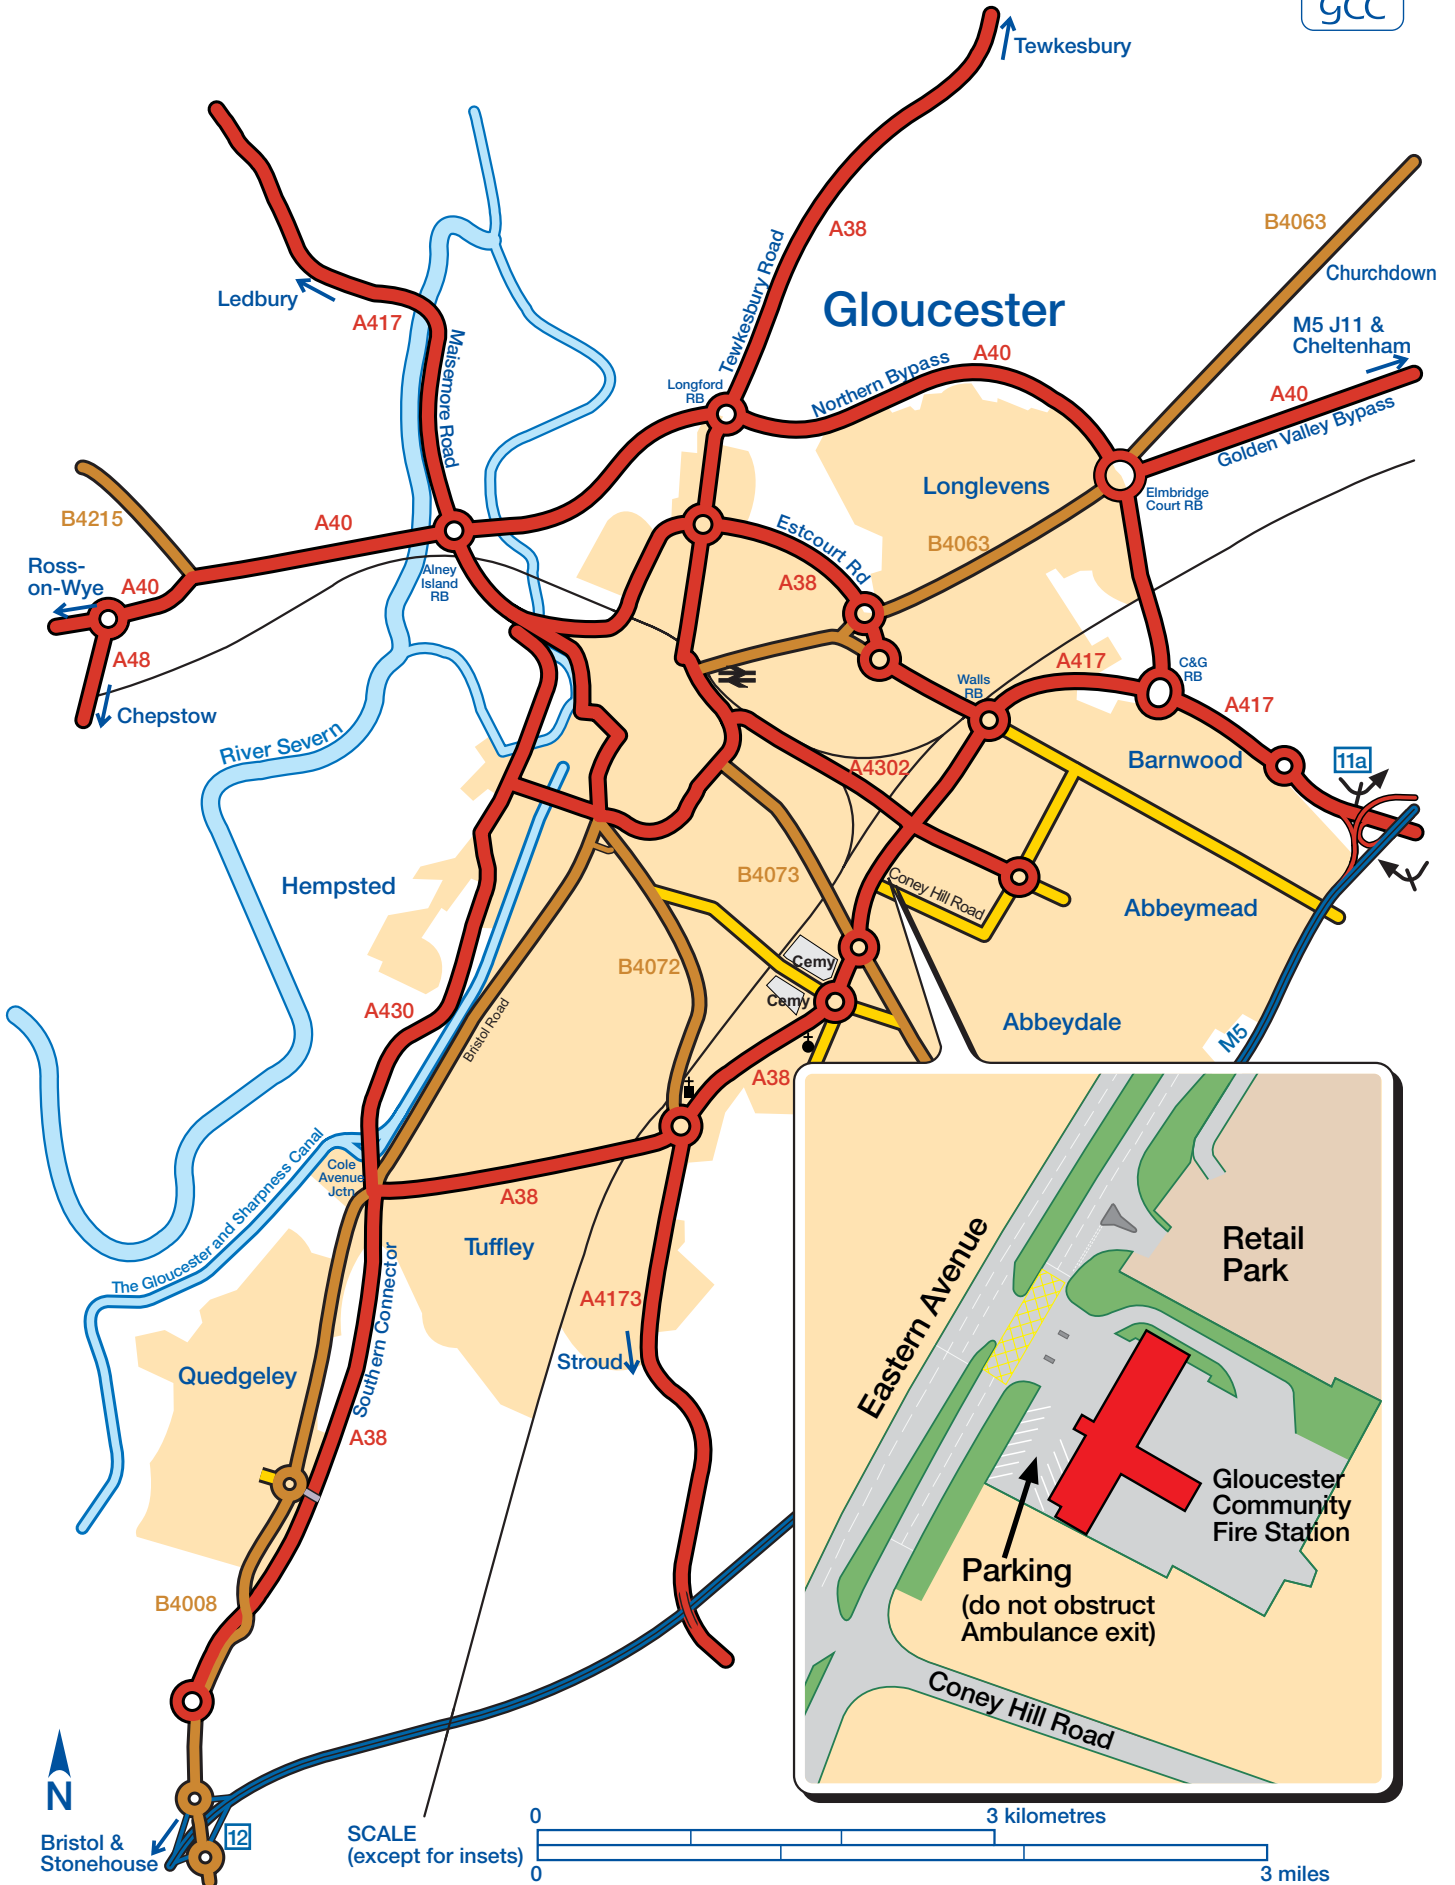 gcc
Tewkesbury
A38
Tewkesbury Road
B4063
Churchdown
Ledbury
A417
Maisemore Road
Gloucester
M5 J11 &
Cheltenham
A40
Golden Valley Bypass
Northern Bypass
A40
Longford
RB
Longlevens
Elmbridge
Court RB
B4215
A40
Estcourt Rd
B4063
Ross-
on-Wye
A40
Alney
Island
RB
A38
A48
Chepstow
Walls
RB
A417
C&G
RB
A417
River Severn
A4302
Barnwood
11a
Hempsted
B4073
Coney Hill Road
Abbeymead
B4072
Cemy
Cemy
A430
Bristol Road
Abbeydale
M5
A38
The Gloucester and Sharpness Canal
Cole
Avenue
Jctn
A38
Tuffley
Southern Connector
A4173
Stroud
Quedgeley
A38
B4008
Eastern Avenue
Retail
Park
Gloucester
Community
Fire Station
Parking
(do not obstruct
Ambulance exit)
Coney Hill Road
N
Bristol &
Stonehouse
12
SCALE
(except for insets)
0
3 kilometres
0
3 miles